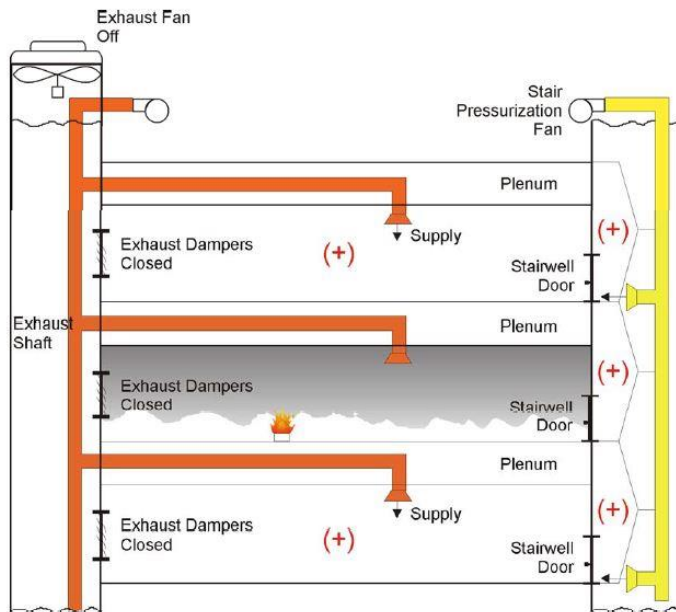 Exhaust Fan
Off
Stair
Pressurization
Fan
Plenum
Supply
Exhaust Dampers
Closed
(+)
(+)
Stairwell
Door
Exhaust
Shaft
Plenum
Exhaust Dampers
Closed
(+)
Stairwell
Door
Plenum
Supply
Exhaust Dampers
Closed
(+)
(+)
Stairwell
Door